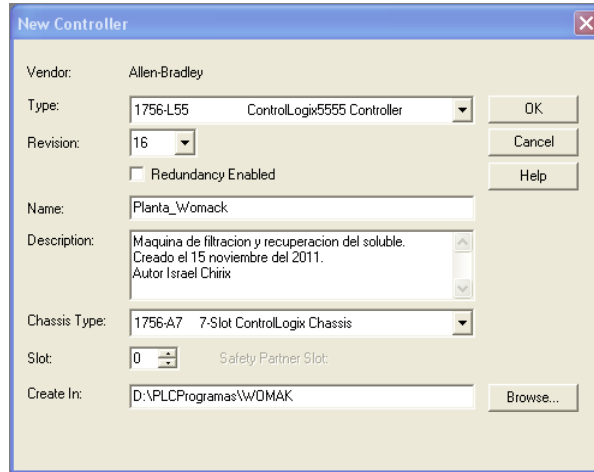 New Controller
Vendor: Allen-Bradley
Type: 1756-L55 ControlLogix5555 Controller OK
Revision: 16 Cancel
Redundancy Enabled Help
Name: Planta_Womack
Description: Maquina de filtracion y recuperacion del soluble.
Creado el 15 noviembre del 2011.
Autor Israel Chirix
Chassis Type: 1756-A7 7-Slot ControlLogix Chassis
Slot: 0 Safety Partner Slot:
Create In: D:\PLCProgramas\WOMAK Browse...